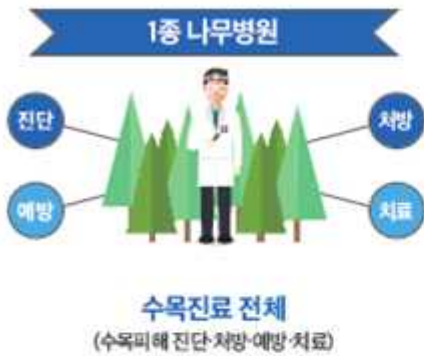 1종 나무병원
진단
처방
예방
치료
수목진료 전체
(수목피해 진단·처방·예방·치료)